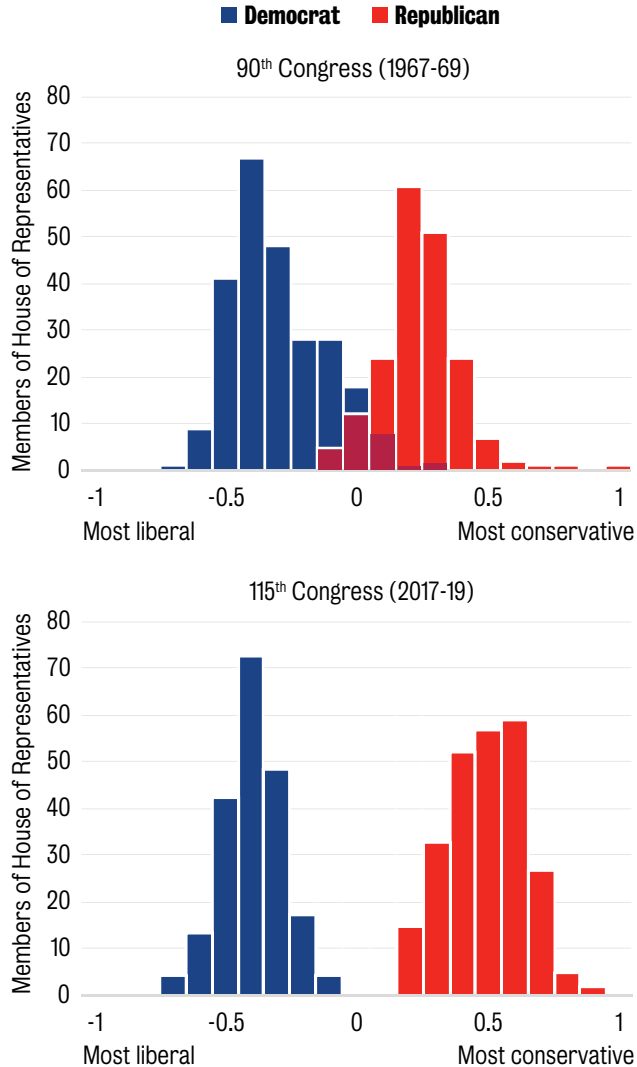 Democrat Republican
90th Congress (1967-69)
Members of House of Representatives
80
70
60
50
40
30
20
10
0
-1 -0.5 0 0.5 1
Most liberal Most conservative
115th Congress (2017-19)
Members of House of Representatives
80
70
60
50
40
30
20
10
0
-1 -0.5 0 0.5 1
Most liberal Most conservative